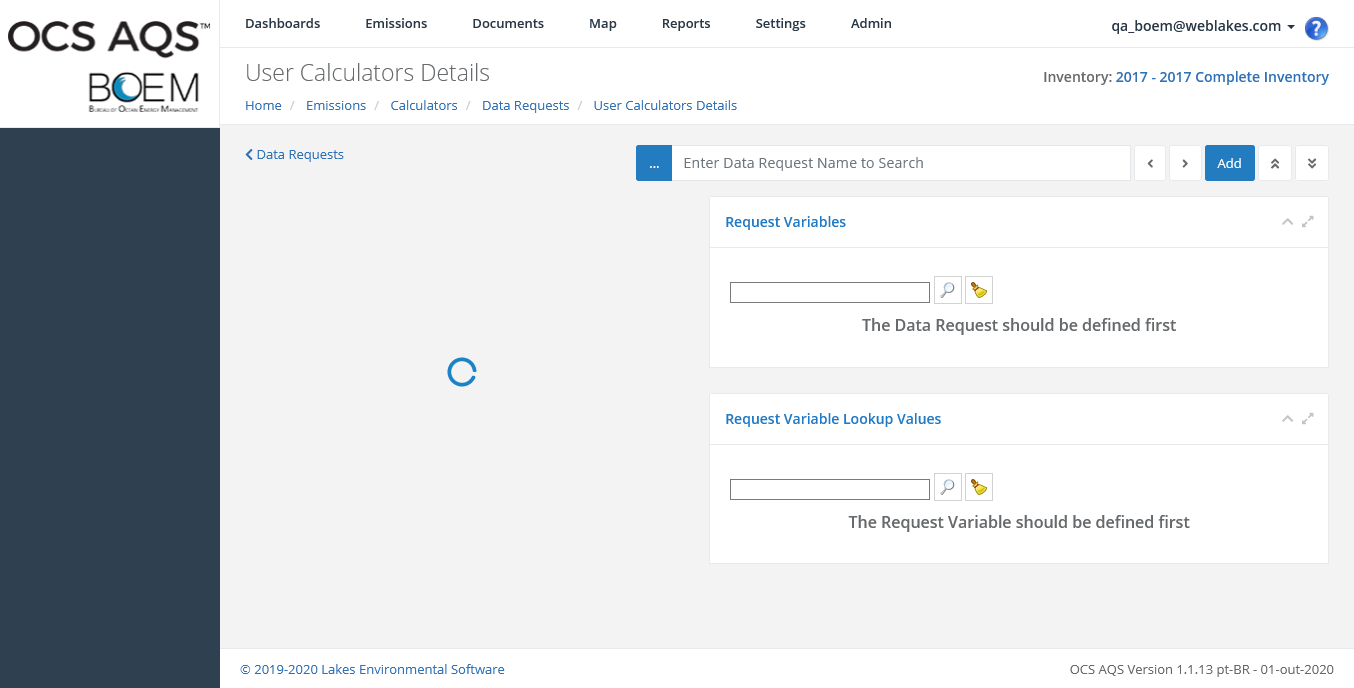 OCS AQS™
BOEM
BUREAU OF OCEAN ENERGY MANAGEMENT
Dashboards Emissions Documents Map Reports Settings Admin
qa_boem@weblakes.com ?
User Calculators Details
Inventory: 2017 - 2017 Complete Inventory
Home / Emissions / Calculators / Data Requests / User Calculators Details
Data Requests
... Enter Data Request Name to Search Add
Request Variables
The Data Request should be defined first
Request Variable Lookup Values
The Request Variable should be defined first
© 2019-2020 Lakes Environmental Software
OCS AQS Version 1.1.13 pt-BR - 01-out-2020